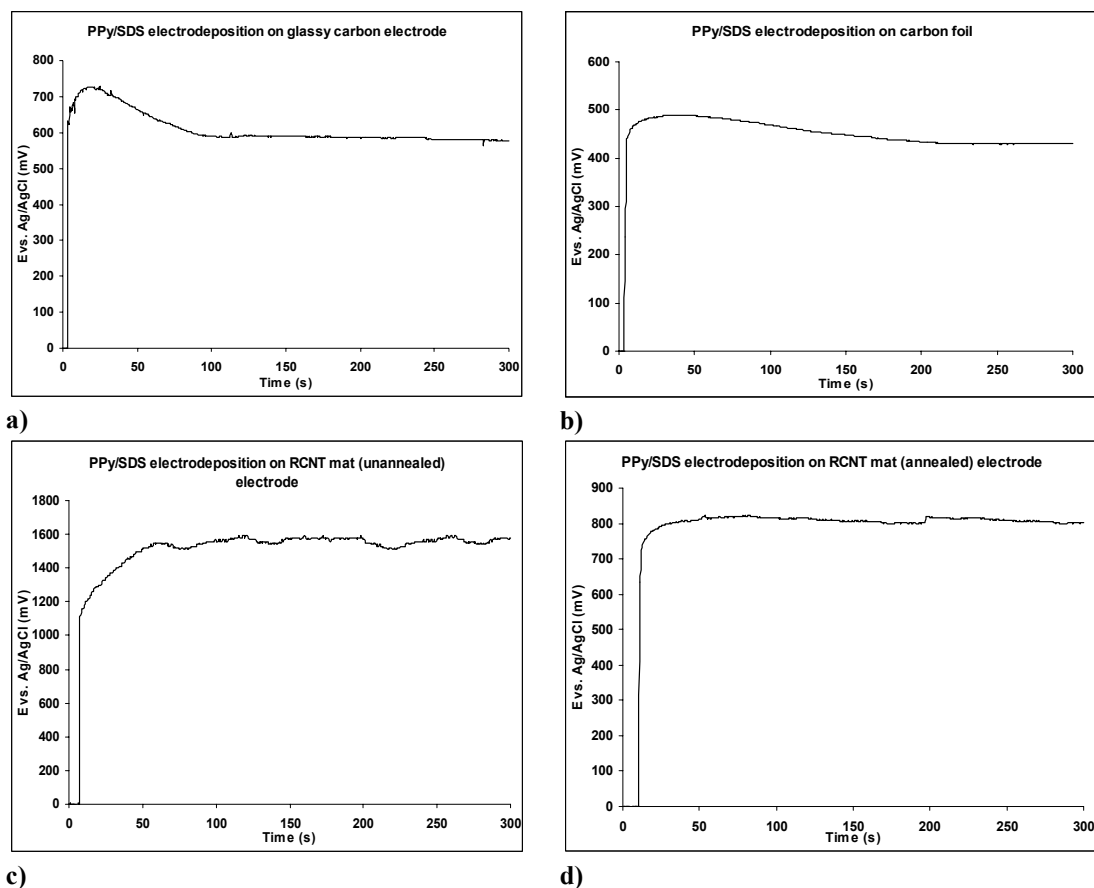 PPy/SDS electrodeposition on glassy carbon electrode
800
700
600
500
400
300
200
100
0
Evs. Ag/AgCl (mV)
0 50 100 150 200 250 300
Time (s)
a)
PPy/SDS electrodeposition on carbon foil
600
500
400
300
200
100
0
Evs. Ag/AgCl (mV)
0 50 100 150 200 250 300
Time (s)
b)
PPy/SDS electrodeposition on RCNT mat (unannealed)
electrode
1800
1600
1400
1200
1000
800
600
400
200
0
Evs. Ag/AgCl (mV)
0 50 100 150 200 250 300
Time (s)
c)
PPy/SDS electrodeposition on RCNT mat (annealed) electrode
900
800
700
600
500
400
300
200
100
0
Evs. Ag/AgCl (mV)
0 50 100 150 200 250 300
Time (s)
d)